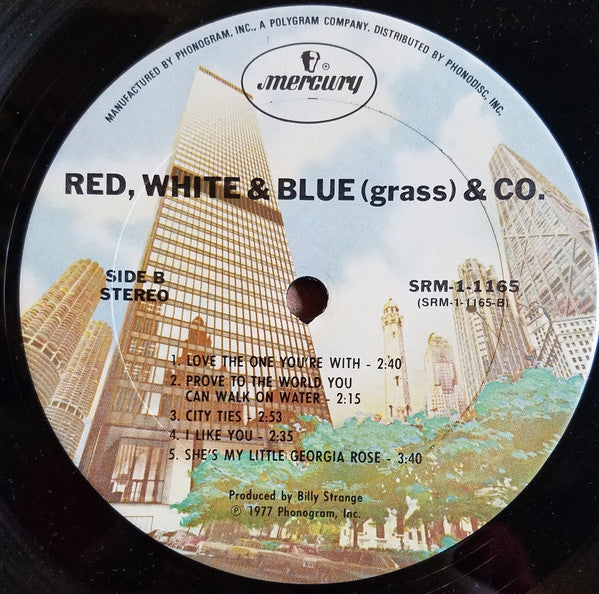 MANUFACTURED BY PHONOGRAM, INC., A POLYGRAM COMPANY, DISTRIBUTED BY PHONODISC, INC.
®
mercury
RED, WHITE & BLUE (grass) & CO.
SIDE B
STEREO
SRM-1-1165
(SRM-1-1165-B)
1. LOVE THE ONE YOU'RE WITH - 2:40
2. PROVE TO THE WORLD YOU
CAN WALK ON WATER - 2:15
3. CITY TIES - 2:53
4. I LIKE YOU - 2:35
5. SHE'S MY LITTLE GEORGIA ROSE - 3:40
Produced by Billy Strange
℗ 1977 Phonogram, Inc.